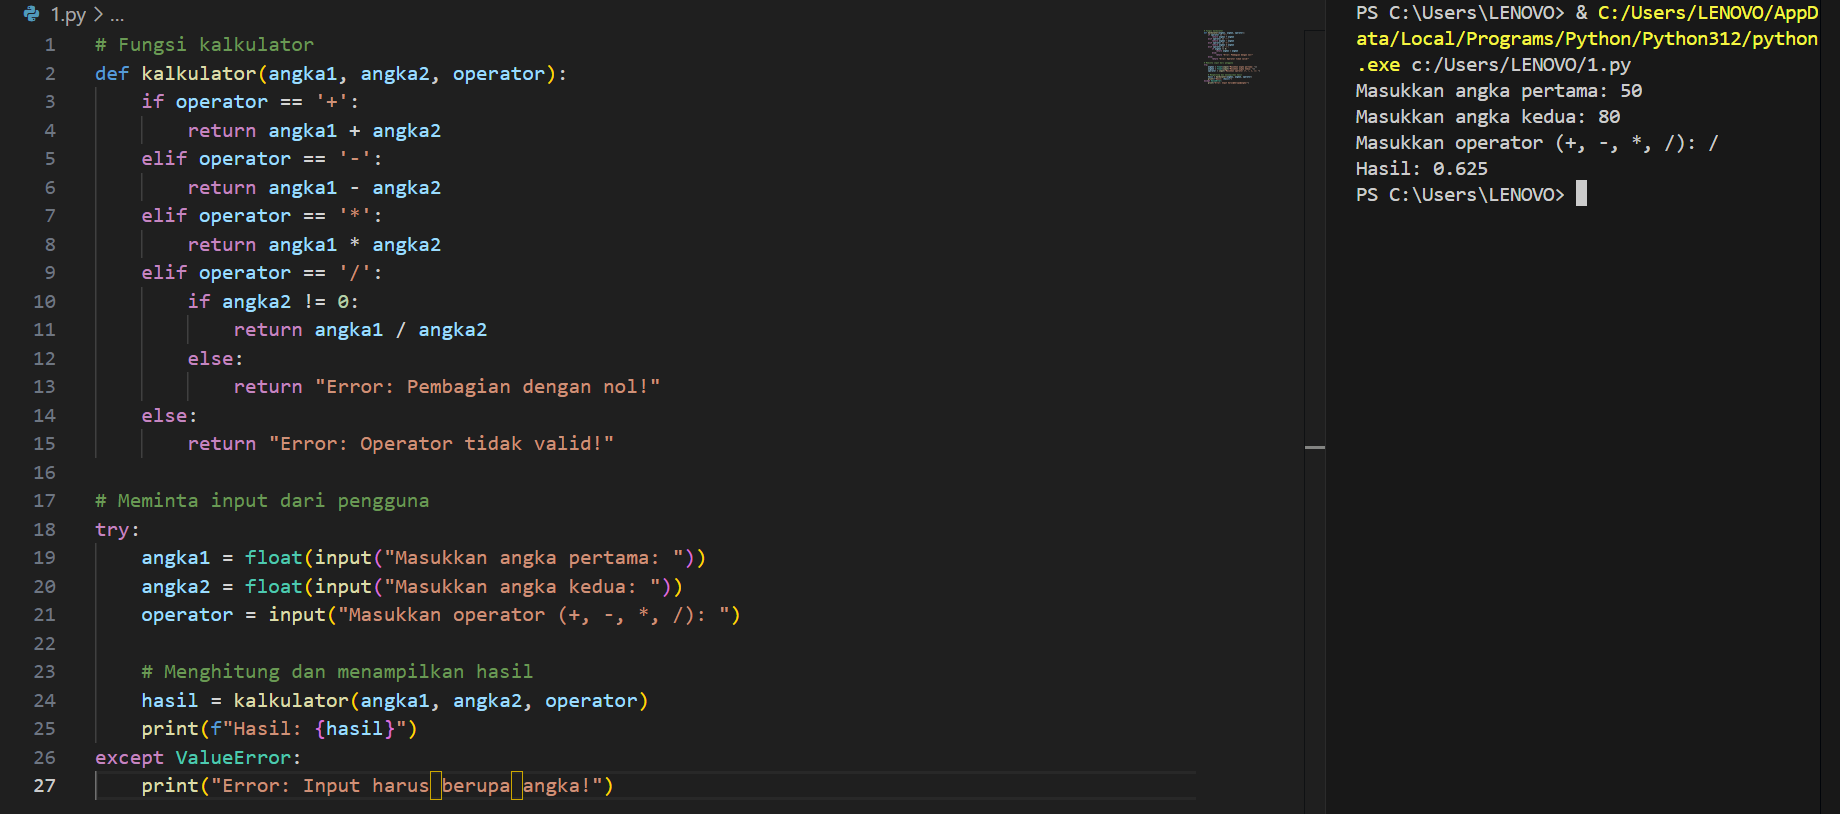 1.py > ...
1 # Fungsi kalkulator
2 def kalkulator(angka1, angka2, operator):
3     if operator == '+':
4         return angka1 + angka2
5     elif operator == '-':
6         return angka1 - angka2
7     elif operator == '*':
8         return angka1 * angka2
9     elif operator == '/':
10         if angka2 != 0:
11             return angka1 / angka2
12         else:
13             return "Error: Pembagian dengan nol!"
14     else:
15         return "Error: Operator tidak valid!"
16
17 # Meminta input dari pengguna
18 try:
19     angka1 = float(input("Masukkan angka pertama: "))
20     angka2 = float(input("Masukkan angka kedua: "))
21     operator = input("Masukkan operator (+, -, *, /): ")
22
23     # Menghitung dan menampilkan hasil
24     hasil = kalkulator(angka1, angka2, operator)
25     print(f"Hasil: {hasil}")
26 except ValueError:
27     print("Error: Input harus berupa angka!")
PS C:\Users\LENOVO> & C:/Users/LENOVO/AppD
ata/Local/Programs/Python/Python312/python
.exe c:/Users/LENOVO/1.py
Masukkan angka pertama: 50
Masukkan angka kedua: 80
Masukkan operator (+, -, *, /): /
Hasil: 0.625
PS C:\Users\LENOVO>